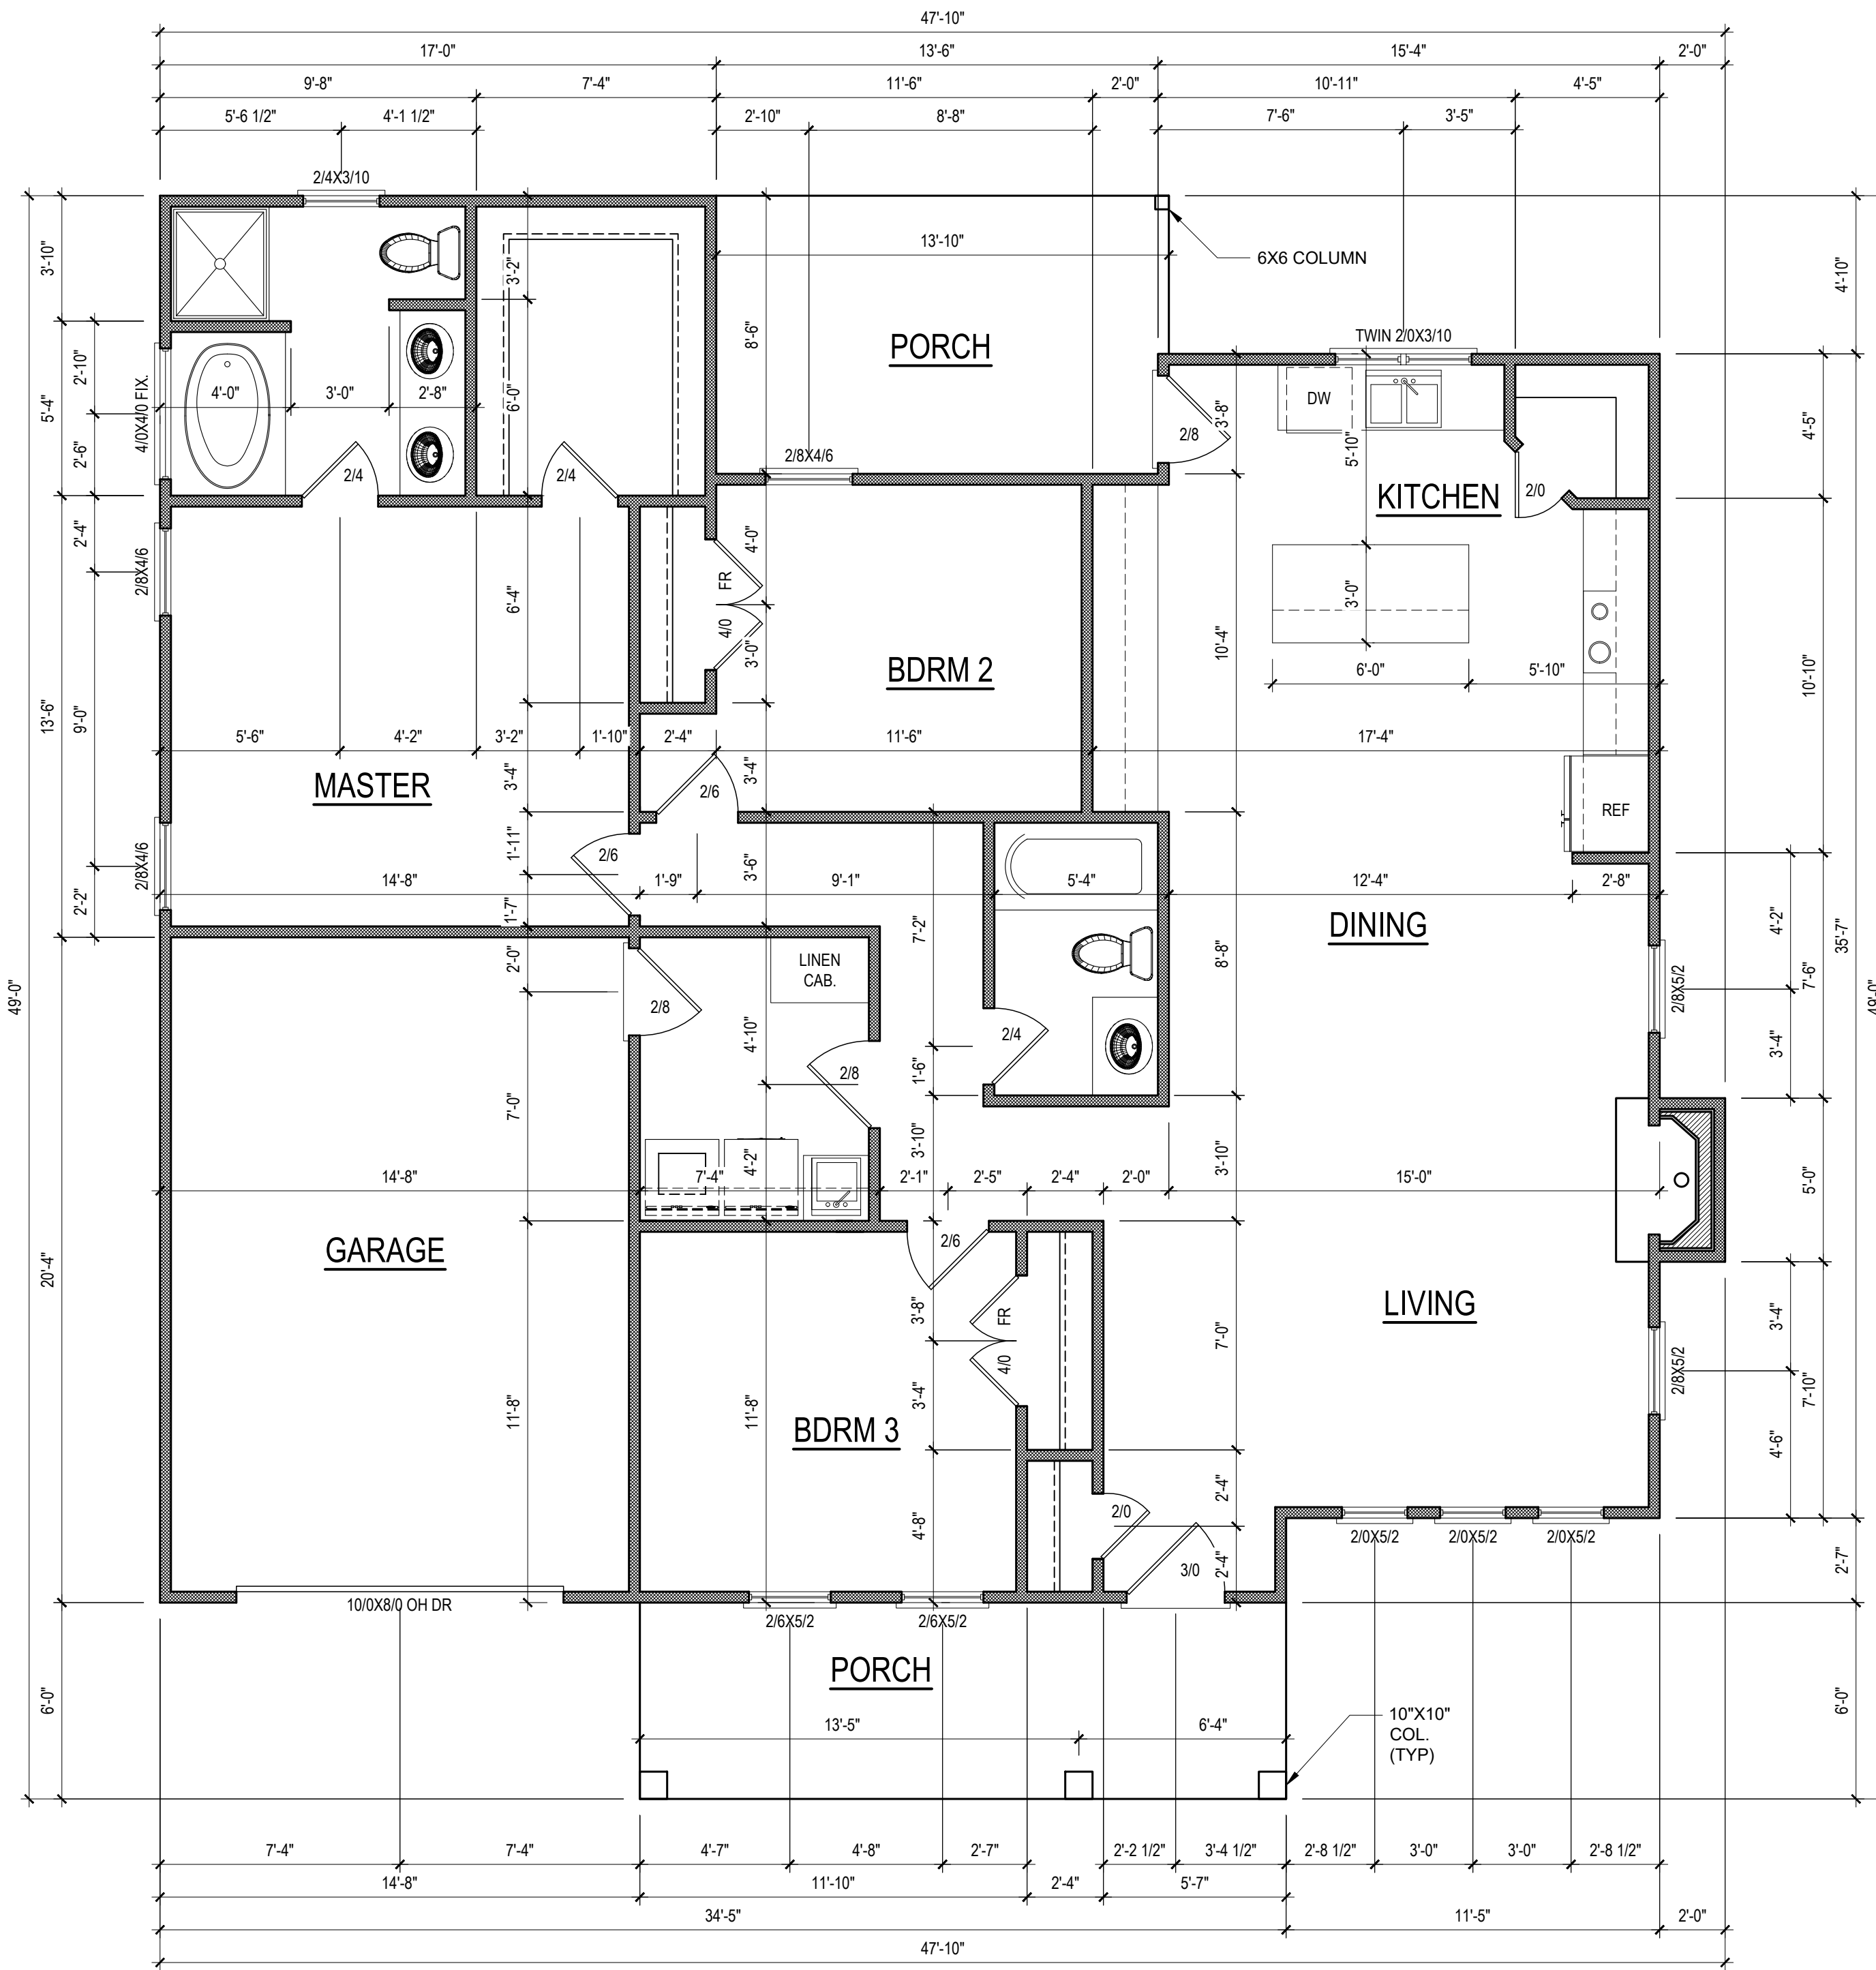 47'-10"
17'-0" 13'-6" 15'-4" 2'-0"
9'-8" 7'-4" 11'-6" 2'-0" 10'-11" 4'-5"
5'-6 1/2" 4'-1 1/2" 2'-10" 8'-8" 7'-6" 3'-5"
2/4X3/10
13'-10"
6X6 COLUMN
3'-10"
3'-2"
4'-10"
8'-6"
PORCH
TWIN 2/0X3/10
2'-10"
5'-4"
2'-6"
4/0X4/0 FIX.
4'-0" 3'-0" 2'-8"
6'-0"
DW
3'-8"
5'-10"
4'-5"
2/8
2/4
2/4
2/8X4/6
2/0
KITCHEN
2'-4"
2/8X4/6
4'-0"
FR
4/0
3'-0"
6'-4"
3'-0"
10'-4"
BDRM 2
6'-0" 5'-10"
10'-10"
13'-6"
9'-0"
5'-6" 4'-2" 3'-2" 1'-10" 2'-4" 11'-6" 17'-4"
MASTER
3'-4"
3'-4"
2/6
REF
2/8X4/6
1'-11"
2/6
3'-6"
14'-8" 1'-9" 9'-1" 5'-4" 12'-4" 2'-8"
2'-2"
1'-7"
7'-2"
DINING
4'-2"
35'-7"
49'-0"
2'-0"
LINEN
CAB.
8'-8"
2/8X5/2
7'-6"
49'-0"
2/8
4'-10"
2/4
3'-4"
2/8
1'-6"
7'-0"
3'-10"
4'-2"
3'-10"
14'-8" 7'-4" 2'-1" 2'-5" 2'-4" 2'-0" 15'-0"
5'-0"
GARAGE
20'-4"
2/6
3'-8"
FR
4/0
LIVING
7'-0"
3'-4"
2/8X5/2
7'-10"
3'-4"
11'-8"
11'-8"
BDRM 3
4'-6"
2'-4"
4'-8"
2/0
2/0X5/2 2/0X5/2 2/0X5/2
3/0
2'-4"
2'-7"
10/0X8/0 OH DR
2/6X5/2 2/6X5/2
PORCH
6'-0"
6'-0"
13'-5" 6'-4"
10"X10"
COL.
(TYP)
7'-4" 7'-4" 4'-7" 4'-8" 2'-7" 2'-2 1/2" 3'-4 1/2" 2'-8 1/2" 3'-0" 3'-0" 2'-8 1/2"
14'-8" 11'-10" 2'-4" 5'-7"
34'-5" 11'-5" 2'-0"
47'-10"